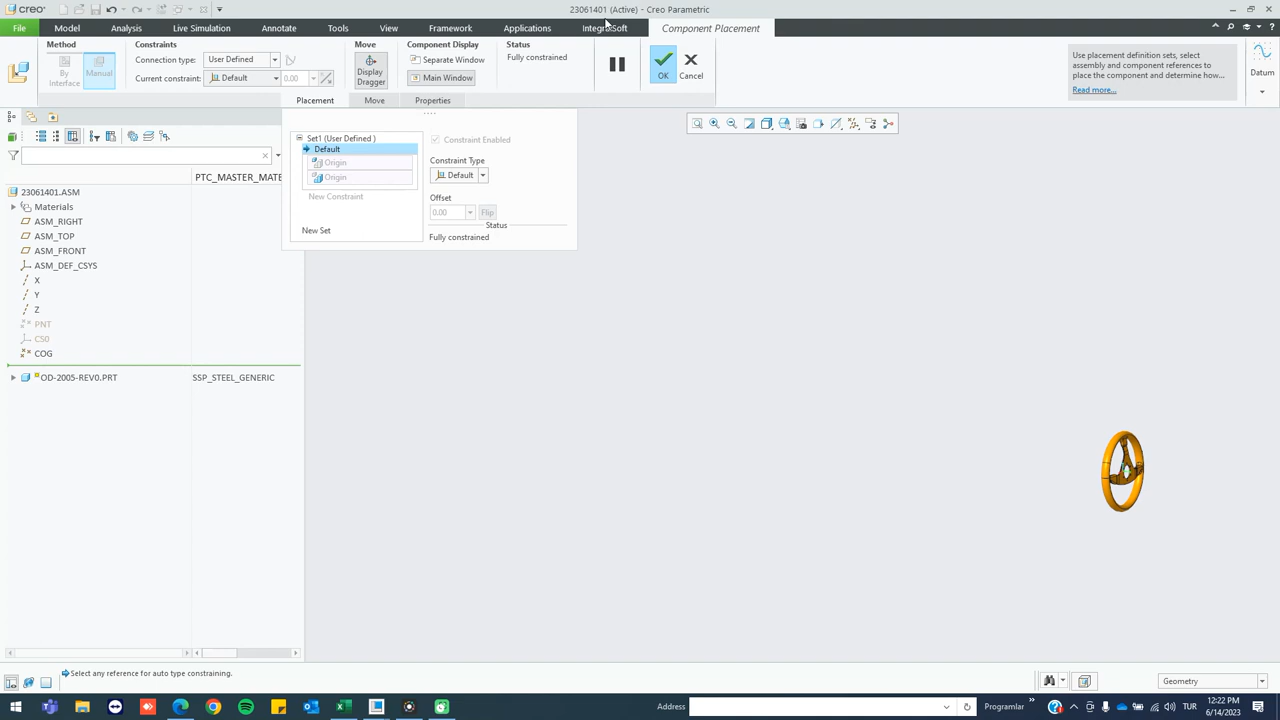 creo
23061401 (Active) - Creo Parametric
File Model Analysis Live Simulation Annotate Tools View Framework Applications IntegraSoft Component Placement
Method Constraints Move Component Display Status
By Interface Manual
Connection type: User Defined
Current constraint: Default 0.00
Display Dragger
Separate Window
Main Window
Fully constrained
OK Cancel
Use placement definition sets, select
assembly and component references to
place the component and determine how...
Read more...
Datum
Placement Move Properties
Set1 (User Defined )
Default
Origin
Origin
New Constraint
New Set
Constraint Enabled
Constraint Type
Default
Offset
0.00 Flip
Status
Fully constrained
PTC_MASTER_MATE
23061401.ASM
Materials
ASM_RIGHT
ASM_TOP
ASM_FRONT
ASM_DEF_CSYS
X
Y
Z
PNT
CS0
COG
OD-2005-REV0.PRT SSP_STEEL_GENERIC
Select any reference for auto type constraining.
Geometry
Address
Programlar
TUR
12:22 PM
6/14/2023